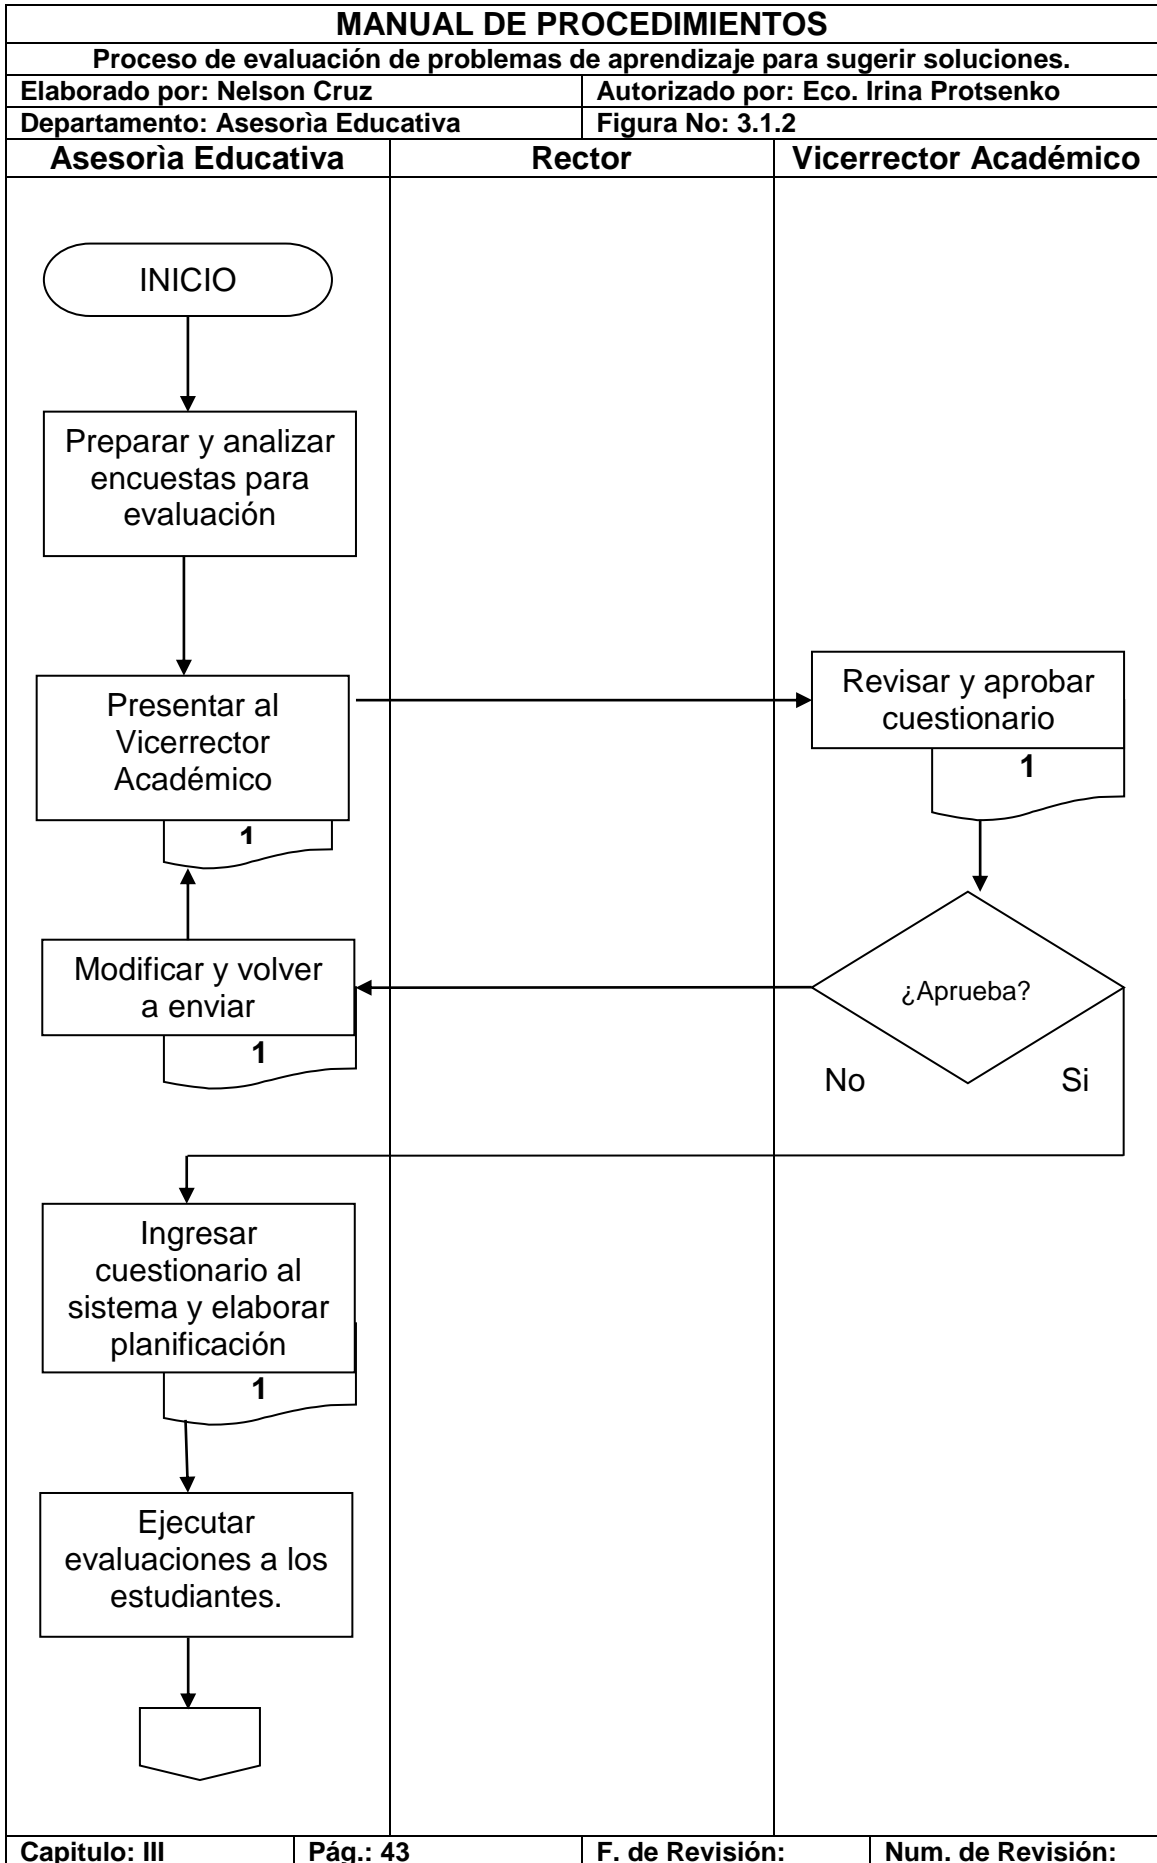 MANUAL DE PROCEDIMIENTOS
Proceso de evaluación de problemas de aprendizaje para sugerir soluciones.
Elaborado por: Nelson Cruz
Autorizado por: Eco. Irina Protsenko
Departamento: Asesorìa Educativa
Figura No: 3.1.2
Asesorìa Educativa
Rector
Vicerrector Académico
INICIO
Preparar y analizar
encuestas para
evaluación
Presentar al
Vicerrector
Académico
1
Revisar y aprobar
cuestionario
1
¿Aprueba?
No
Si
Modificar y volver
a enviar
1
Ingresar
cuestionario al
sistema y elaborar
planificación
1
Ejecutar
evaluaciones a los
estudiantes.
Capitulo: III
Pág.: 43
F. de Revisión:
Num. de Revisión: